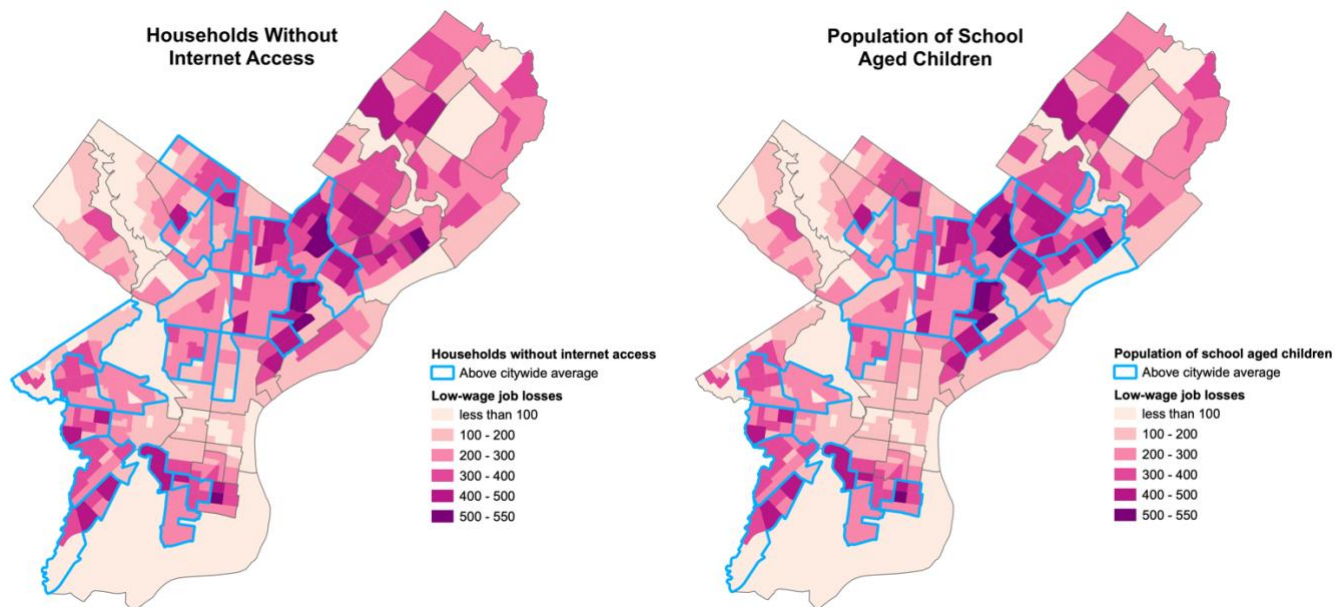 Households Without
Internet Access
Households without internet access
Above citywide average
Low-wage job losses
less than 100
100 - 200
200 - 300
300 - 400
400 - 500
500 - 550
Population of School
Aged Children
Population of school aged children
Above citywide average
Low-wage job losses
less than 100
100 - 200
200 - 300
300 - 400
400 - 500
500 - 550